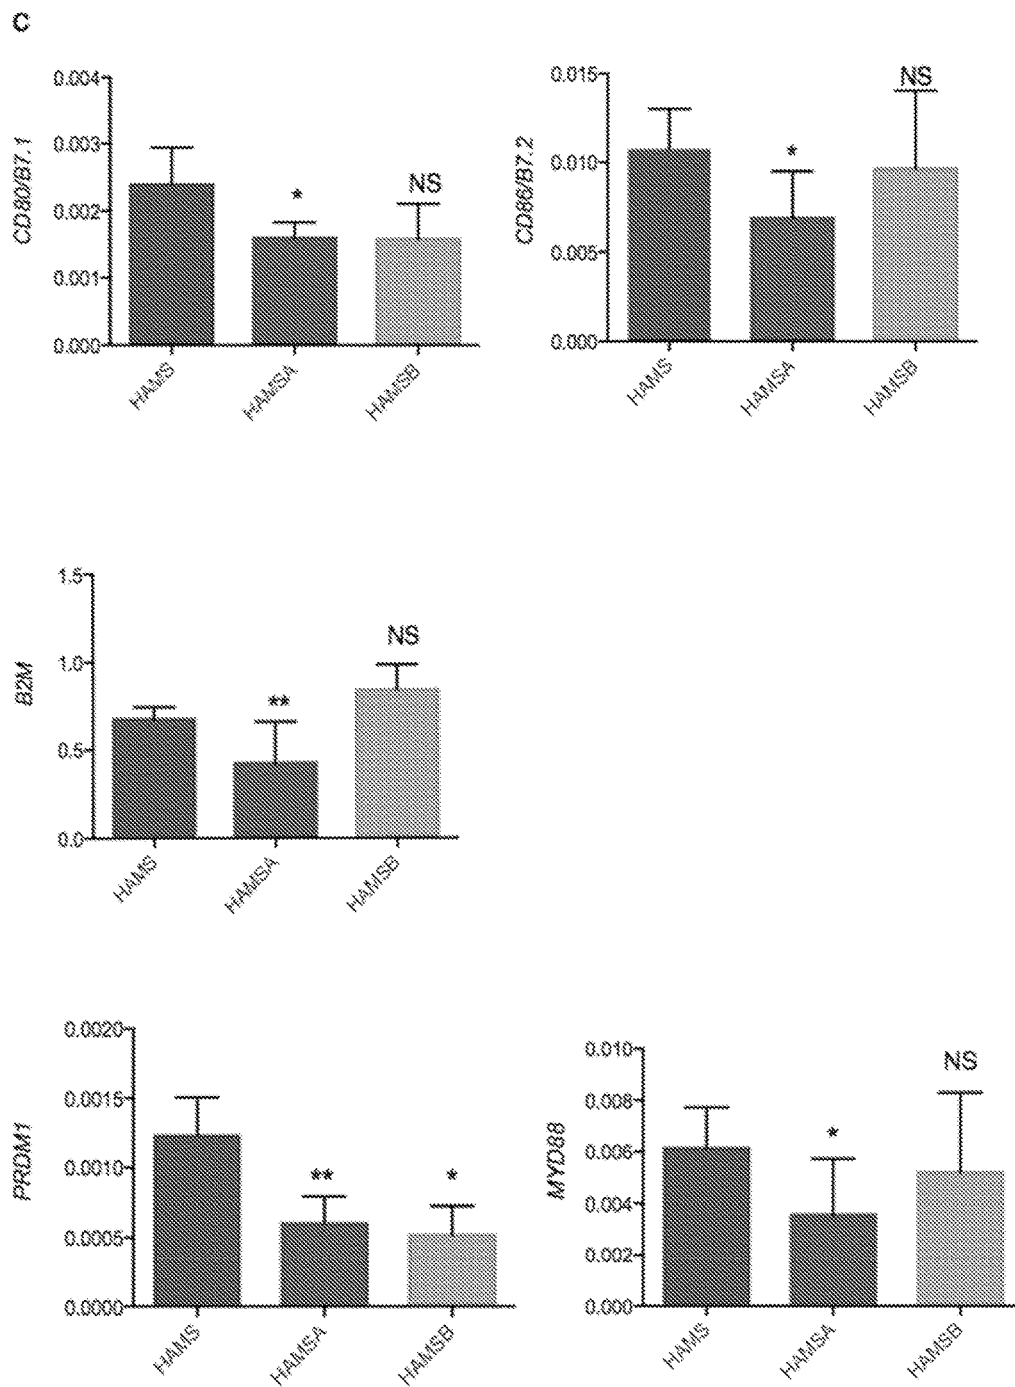 C
CD80/B7.1
0.004
0.003
0.002
0.001
0.000
*
NS
HAMS
HAMSA
HAMSB
CD86/B7.2
0.015
0.010
0.005
0.000
*
NS
HAMS
HAMSA
HAMSB
B2M
1.5
1.0
0.5
0.0
**
NS
HAMS
HAMSA
HAMSB
PRDM1
0.0020
0.0015
0.0010
0.0005
0.0000
**
*
HAMS
HAMSA
HAMSB
MYD88
0.010
0.008
0.006
0.004
0.002
0.000
*
NS
HAMS
HAMSA
HAMSB